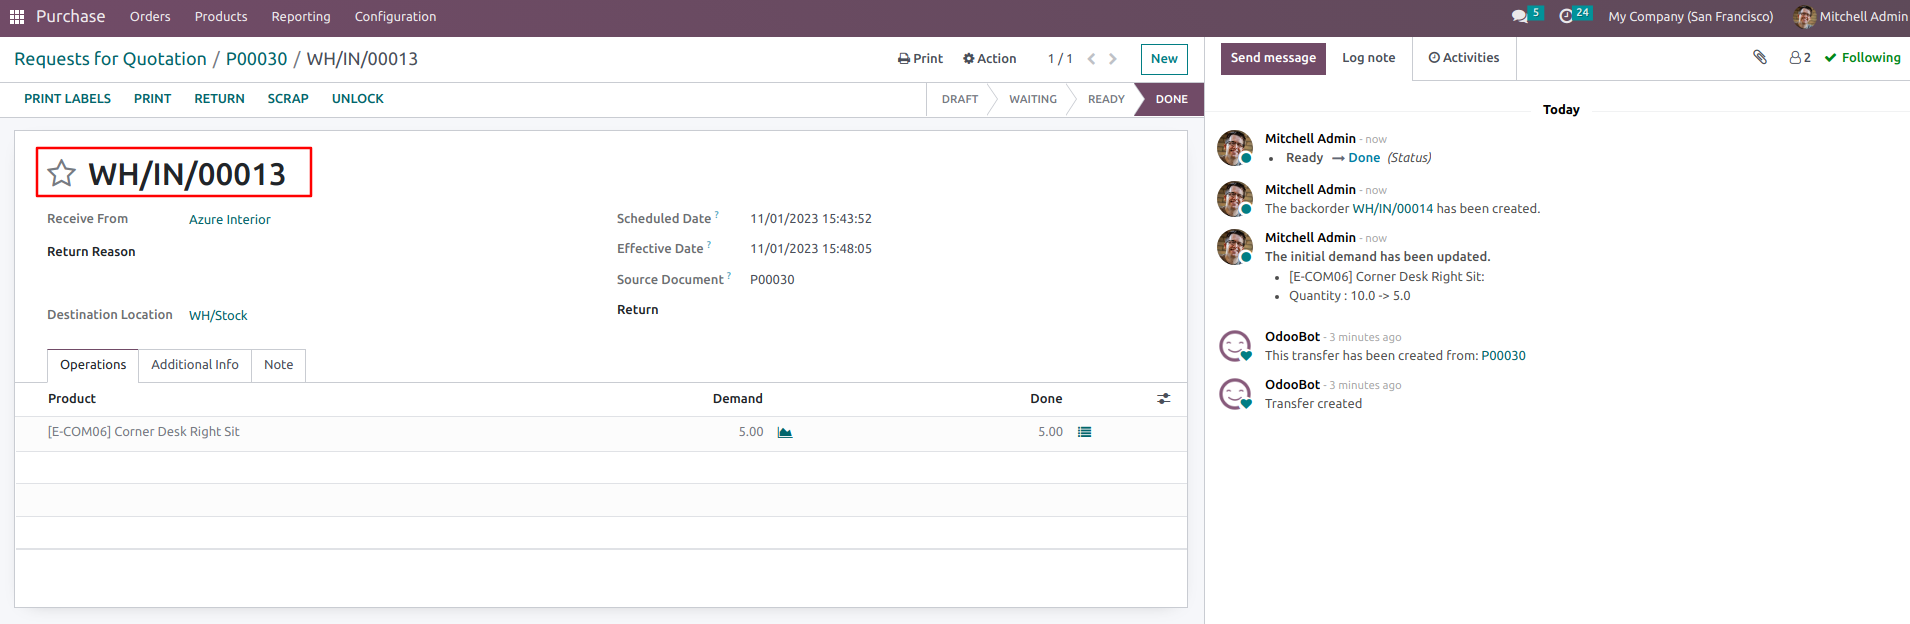 Purchase Orders Products Reporting Configuration 5 24 My Company (San Francisco) Mitchell Admin
Requests for Quotation / P00030 / WH/IN/00013 Print Action 1 / 1 New
PRINT LABELS PRINT RETURN SCRAP UNLOCK DRAFT WAITING READY DONE
WH/IN/00013
Receive From Azure Interior
Return Reason
Destination Location WH/Stock
Scheduled Date ? 11/01/2023 15:43:52
Effective Date ? 11/01/2023 15:48:05
Source Document ? P00030
Return
Operations Additional Info Note
Product Demand Done
[E-COM06] Corner Desk Right Sit 5.00 5.00
Send message Log note Activities 2 Following
Today
Mitchell Admin - now
• Ready → Done (Status)
Mitchell Admin - now
The backorder WH/IN/00014 has been created.
Mitchell Admin - now
The initial demand has been updated.
• [E-COM06] Corner Desk Right Sit:
• Quantity : 10.0 -> 5.0
OdooBot - 3 minutes ago
This transfer has been created from: P00030
OdooBot - 3 minutes ago
Transfer created